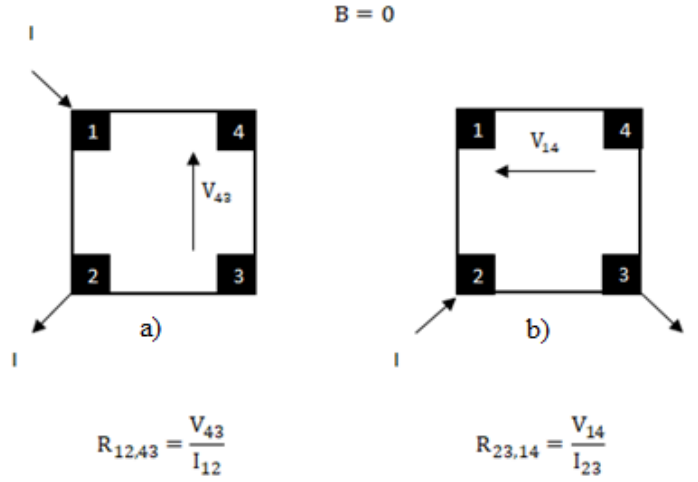 B = 0
I
1 4
V₄₃
2 3
a)
I
1 4
V₁₄
2 3
b)
I
R₁₂,₄₃ = V₄₃ / I₁₂
R₂₃,₁₄ = V₁₄ / I₂₃